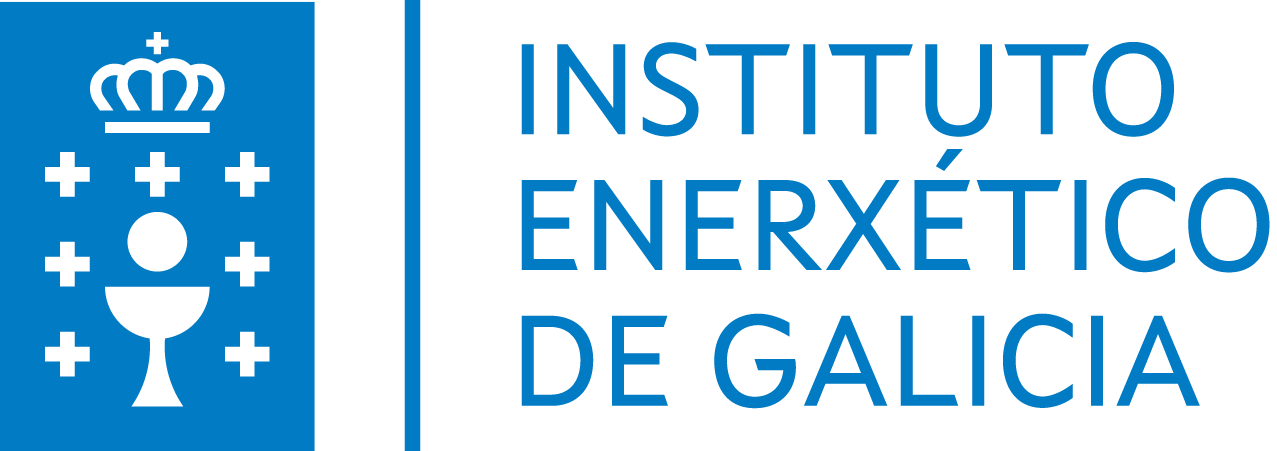 INSTITUTO
ENERXÉTICO
DE GALICIA